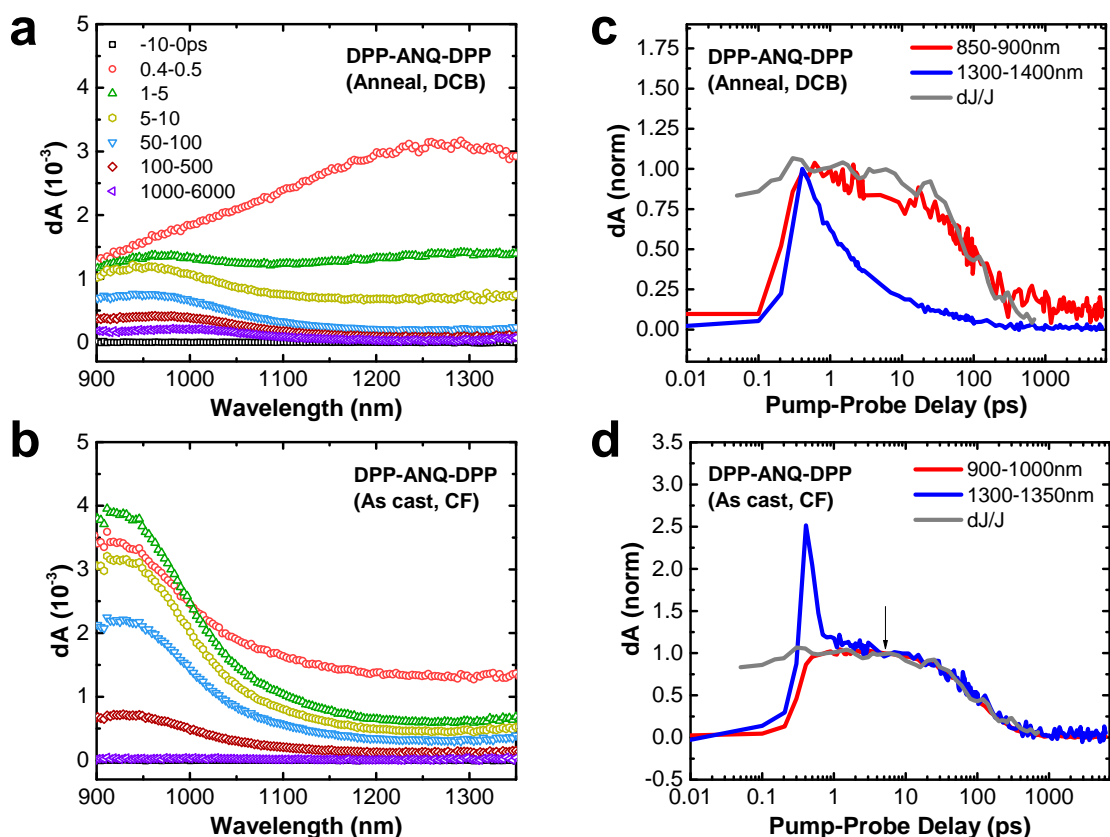 a
5
4
3
2
1
0
dA (10-3)
-10-0ps
0.4-0.5
1-5
5-10
50-100
100-500
1000-6000
DPP-ANQ-DPP
(Anneal, DCB)
900 1000 1100 1200 1300
Wavelength (nm)
b
5
4
3
2
1
0
dA (10-3)
DPP-ANQ-DPP
(As cast, CF)
900 1000 1100 1200 1300
Wavelength (nm)
c
1.75
1.50
1.25
1.00
0.75
0.50
0.25
0.00
dA (norm)
DPP-ANQ-DPP
(Anneal, DCB)
850-900nm
1300-1400nm
dJ/J
0.01 0.1 1 10 100 1000
Pump-Probe Delay (ps)
d
3.5
3.0
2.5
2.0
1.5
1.0
0.5
0.0
-0.5
dA (norm)
DPP-ANQ-DPP
(As cast, CF)
900-1000nm
1300-1350nm
dJ/J
0.01 0.1 1 10 100 1000
Pump-Probe Delay (ps)